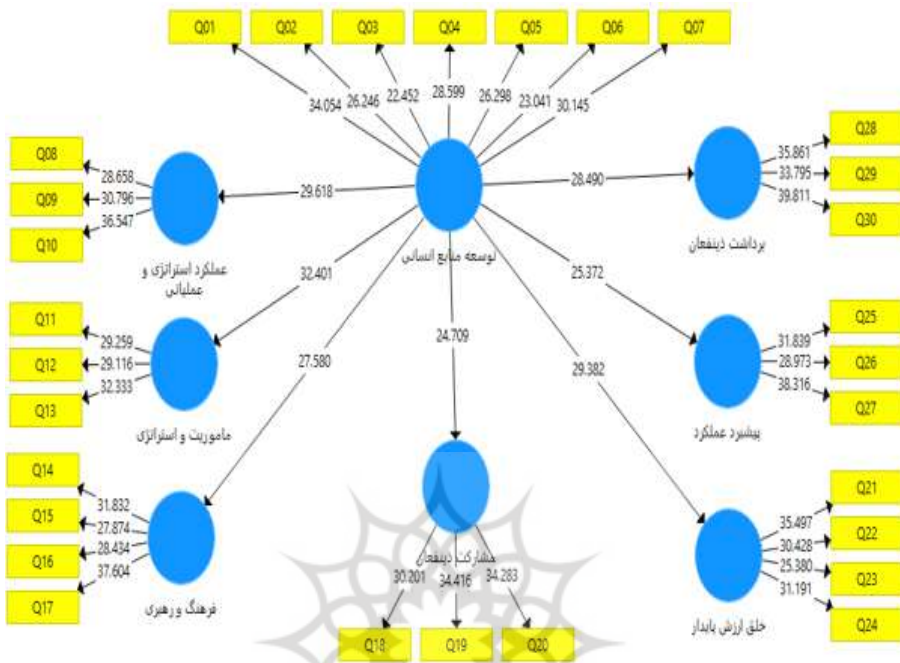 Q01 Q02 Q03 Q04 Q05 Q06 Q07
34.054 26.246 22.452 28.599 26.298 23.041 30.145
Q08
Q09
Q10
28.658
30.796
36.547
عملکرد استراتژی و
عملیاتی
29.618
توسعه منابع انسانی
28.490
برداشت ذینفعان
35.861
33.795
39.811
Q28
Q29
Q30
Q11
Q12
Q13
29.259
29.116
32.333
ماموریت و استراتژی
32.401
25.372
پیشبرد عملکرد
31.839
28.973
38.316
Q25
Q26
Q27
27.580
24.709
29.382
Q14
Q15
Q16
Q17
31.832
27.874
28.434
37.604
فرهنگ و رهبری
مشارکت ذینفعان
30.201 34.416 34.283
Q18 Q19 Q20
خلق ارزش پایدار
35.497
30.428
25.380
31.191
Q21
Q22
Q23
Q24